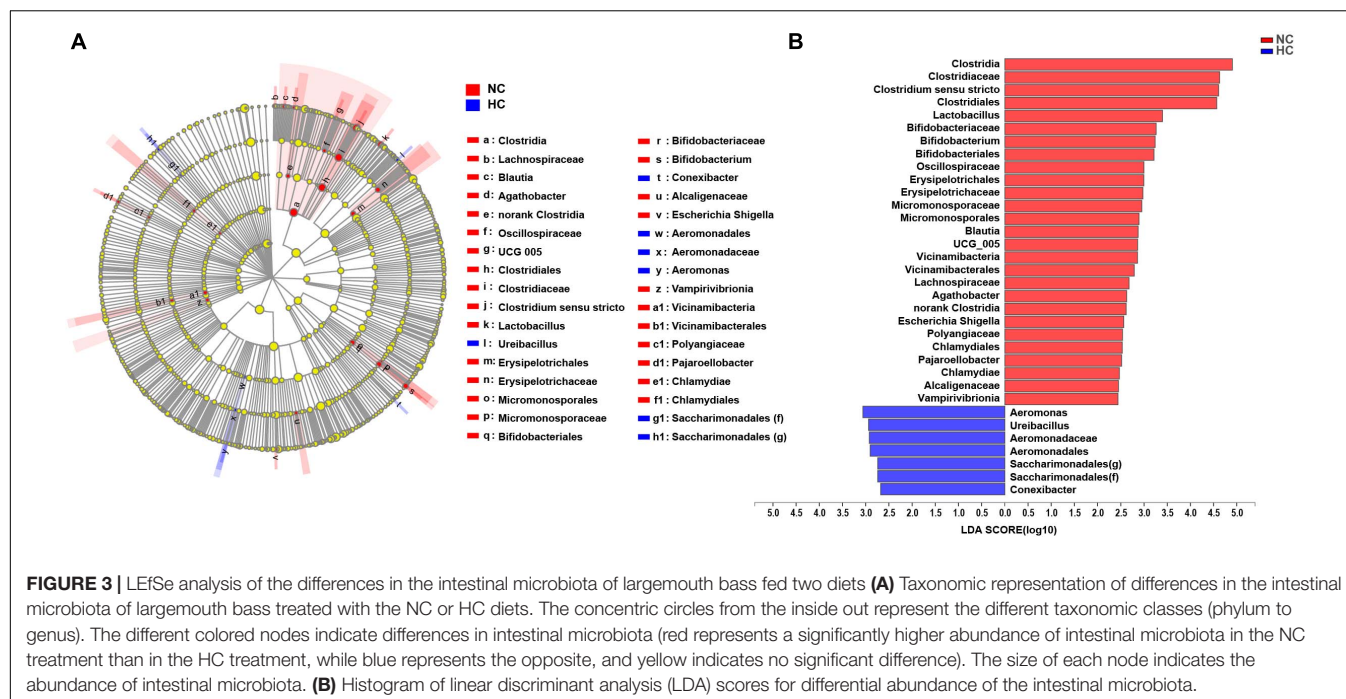 A
NC
HC
a : Clostridia
b : Lachnospiraceae
c : Blautia
d : Agathobacter
e : norank Clostridia
f : Oscillospiraceae
g : UCG 005
h : Clostridiales
i : Clostridiaceae
j : Clostridium sensu stricto
k : Lactobacillus
l : Ureibacillus
m : Erysipelotrichales
n : Erysipelotrichaceae
o : Micromonosporales
p : Micromonosporaceae
q : Bifidobacteriales
r : Bifidobacteriaceae
s : Bifidobacterium
t : Conexibacter
u : Alcaligenaceae
v : Escherichia Shigella
w : Aeromonadales
x : Aeromonadaceae
y : Aeromonas
z : Vampirivibrionia
a1 : Vicinamibacteria
b1 : Vicinamibacterales
c1 : Polyangiaceae
d1 : Pajaroellobacter
e1 : Chlamydiae
f1 : Chlamydiales
g1 : Saccharimonadales (f)
h1 : Saccharimonadales (g)
b c d g j k l f i n e h m a h1 g1 d1 c1 f1 e1 b1 a1 z p s t w x y u v
B
NC
HC
Clostridia
Clostridiaceae
Clostridium sensu stricto
Clostridiales
Lactobacillus
Bifidobacteriaceae
Bifidobacterium
Bifidobacteriales
Oscillospiraceae
Erysipelotrichales
Erysipelotrichaceae
Micromonosporaceae
Micromonosporales
Blautia
UCG_005
Vicinamibacteria
Vicinamibacterales
Lachnospiraceae
Agathobacter
norank Clostridia
Escherichia Shigella
Polyangiaceae
Chlamydiales
Pajaroellobacter
Chlamydiae
Alcaligenaceae
Vampirivibrionia
Aeromonas
Ureibacillus
Aeromonadaceae
Aeromonadales
Saccharimonadales(g)
Saccharimonadales(f)
Conexibacter
5.0 4.5 4.0 3.5 3.0 2.5 2.0 1.5 1.0 0.5 0.0 0.5 1.0 1.5 2.0 2.5 3.0 3.5 4.0 4.5 5.0
LDA SCORE(log10)
FIGURE 3 | LEfSe analysis of the differences in the intestinal microbiota of largemouth bass fed two diets (A) Taxonomic representation of differences in the intestinal
microbiota of largemouth bass treated with the NC or HC diets. The concentric circles from the inside out represent the different taxonomic classes (phylum to
genus). The different colored nodes indicate differences in intestinal microbiota (red represents a significantly higher abundance of intestinal microbiota in the NC
treatment than in the HC treatment, while blue represents the opposite, and yellow indicates no significant difference). The size of each node indicates the
abundance of intestinal microbiota. (B) Histogram of linear discriminant analysis (LDA) scores for differential abundance of the intestinal microbiota.